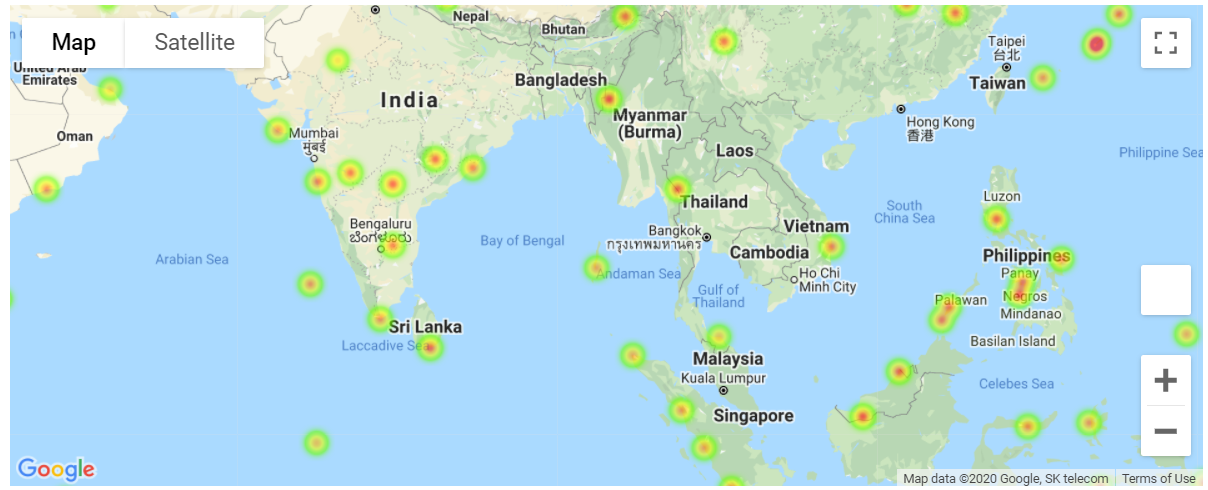 Map
Satellite
Nepal
Bhutan
United Arab
Emirates
Bangladesh
Taipei
台北
Taiwan
India
Myanmar
(Burma)
Hong Kong
香港
Oman
Mumbai
मुंबई
Laos
Philippine Sea
Luzon
Thailand
South
China Sea
Bengaluru
ಬೆಂಗಳೂರು
Bangkok
กรุงเทพมหานคร
Vietnam
Bay of Bengal
Cambodia
Philippines
Arabian Sea
Andaman Sea
Ho Chi
Minh City
Panay
Gulf of
Thailand
Palawan
Negros
Mindanao
Sri Lanka
Laccadive Sea
Basilan Island
Malaysia
Kuala Lumpur
Celebes Sea
Singapore
Google
Map data ©2020 Google, SK telecom
Terms of Use